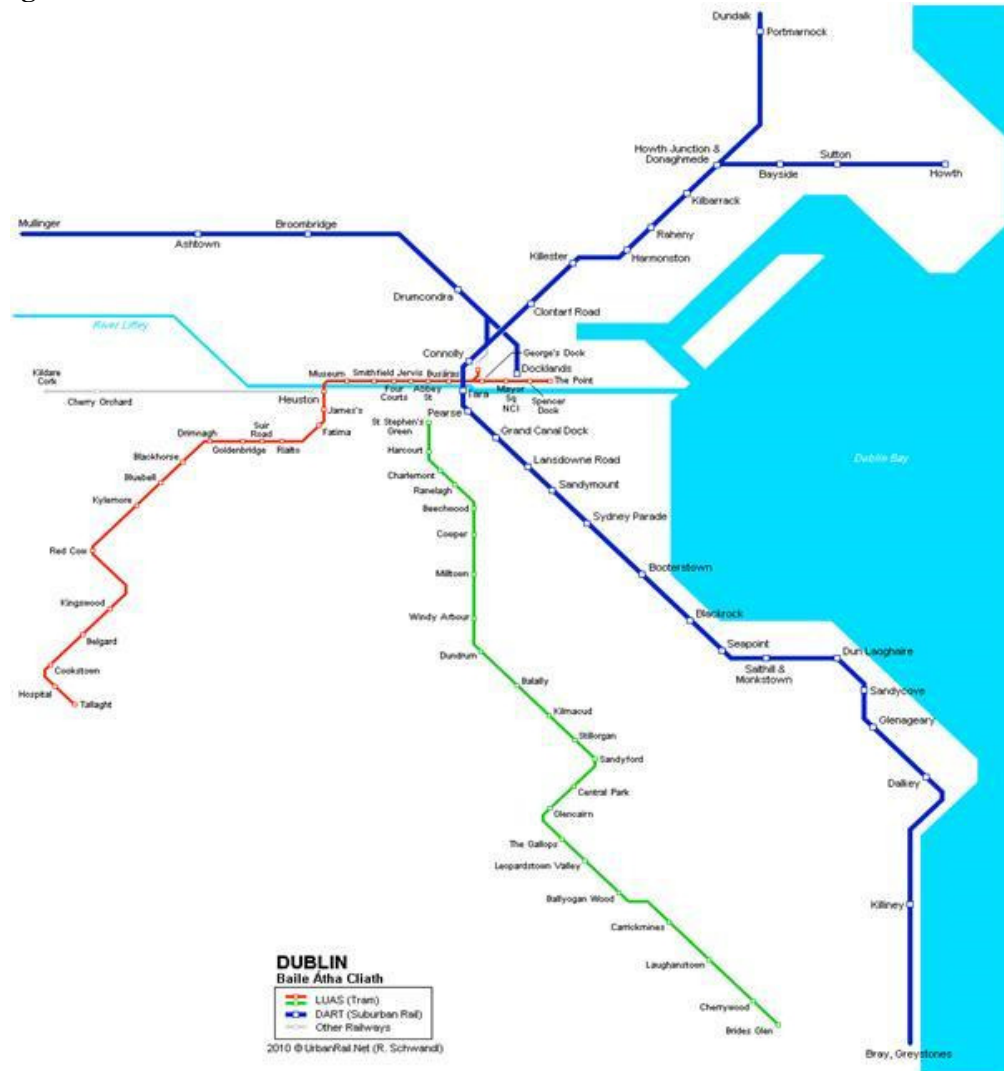 Dundalk
Portmarnock
Howth Junction &
Donaghmede
Sutton
Bayside
Howth
Kilbarrack
Raheny
Harmonston
Killester
Clontarf Road
Mullinger
Ashtown
Broombridge
Drumcondra
River Liffey
Connolly
George's Dock
Docklands
Kildare
Cork
Cherry Orchard
Heuston
Museum
Smithfield
Jervis
Busáras
Four
Courts
Abbey
St
Tara
Mayor
Sq
NCI
The Point
Spencer
Dock
James's
Fatima
Rialto
Suir
Road
Goldenbridge
Drimnagh
Blackhorse
Bluebell
Kylemore
Red Cow
Kingswood
Belgard
Cookstown
Hospital
Tallaght
Pearse
St Stephen's
Green
Harcourt
Charlemont
Ranelagh
Beechwood
Cowper
Milltown
Windy Arbour
Dundrum
Balally
Kilmacud
Stillorgan
Sandyford
Central Park
Glencairn
The Gallops
Leopardstown Valley
Ballyogan Wood
Carrickmines
Laughanstown
Cherrywood
Brides Glen
Grand Canal Dock
Lansdowne Road
Sandymount
Sydney Parade
Booterstown
Blackrock
Seapoint
Salthill &
Monkstown
Dun Laoghaire
Sandycove
Glenageary
Dalkey
Killiney
Bray, Greystones
Dublin Bay
DUBLIN
Baile Átha Cliath
LUAS (Tram)
DART (Suburban Rail)
Other Railways
2010 © UrbanRail.Net (R. Schwandl)